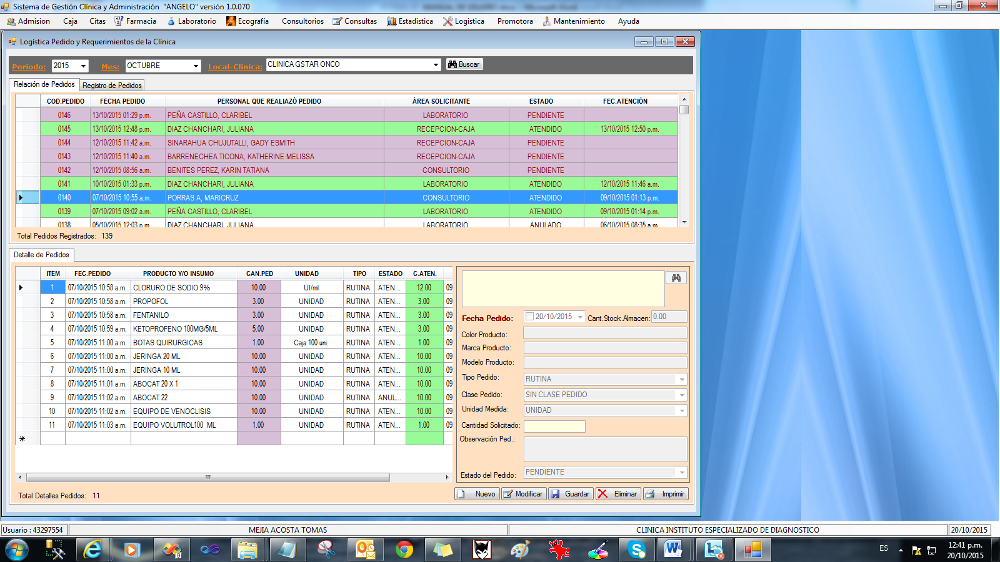 Sistema de Gestión Clínica y Administración "ANGELO" versión 1.0.070
Admision Caja Citas Farmacia Laboratorio Ecografía Consultorios Consultas Estadistica Logistica Promotora Mantenimiento Ayuda
Logística Pedido y Requerimientos de la Clínica
Periodo: 2015 Mes: OCTUBRE Local-Clinica: CLINICA GSTAR ONCO Buscar
Relación de Pedidos Registro de Pedidos
COD.PEDIDO FECHA PEDIDO PERSONAL QUE REALIAZÓ PEDIDO ÁREA SOLICITANTE ESTADO FEC.ATENCIÓN
0146 13/10/2015 01:29 p.m. PEÑA CASTILLO, CLARIBEL LABORATORIO PENDIENTE
0145 13/10/2015 12:48 p.m. DIAZ CHANCHARI, JULIANA RECEPCION-CAJA ATENDIDO 13/10/2015 12:50 p.m.
0144 12/10/2015 11:42 a.m. SINARAHUA CHUJUTALLI, GADY ESMITH RECEPCION-CAJA PENDIENTE
0143 12/10/2015 11:40 a.m. BARRENECHEA TICONA, KATHERINE MELISSA RECEPCION-CAJA PENDIENTE
0142 12/10/2015 08:56 a.m. BENITES PEREZ, KARIN TATIANA CONSULTORIO PENDIENTE
0141 10/10/2015 01:33 p.m. DIAZ CHANCHARI, JULIANA LABORATORIO ATENDIDO 12/10/2015 11:46 a.m.
0140 07/10/2015 10:55 a.m. PORRAS A, MARICRUZ CONSULTORIO ATENDIDO 09/10/2015 01:13 p.m.
0139 07/10/2015 09:02 a.m. PEÑA CASTILLO, CLARIBEL LABORATORIO ATENDIDO 09/10/2015 01:14 p.m.
0138 05/10/2015 12:03 p.m. DIAZ CHANCHARI, JULIANA LABORATORIO ANULADO 06/10/2015 08:35 a.m.
Total Pedidos Registrados: 139
Detalle de Pedidos
ITEM FEC.PEDIDO PRODUCTO Y/O INSUMO CAN.PED UNIDAD TIPO ESTADO C.ATEN.
1 07/10/2015 10:58 a.m. CLORURO DE SODIO 9% 10.00 UI/ml RUTINA ATEN... 12.00 09
2 07/10/2015 10:58 a.m. PROPOFOL 3.00 UNIDAD RUTINA ATEN... 3.00 09
3 07/10/2015 10:58 a.m. FENTANILO 3.00 UNIDAD RUTINA ATEN... 3.00 09
4 07/10/2015 10:59 a.m. KETOPROFENO 100MG/5ML 5.00 UNIDAD RUTINA ATEN... 3.00 09
5 07/10/2015 11:00 a.m. BOTAS QUIRURGICAS 1.00 Caja 100 uni. RUTINA ATEN... 1.00 09
6 07/10/2015 11:00 a.m. JERINGA 20 ML 10.00 UNIDAD RUTINA ATEN... 10.00 09
7 07/10/2015 11:00 a.m. JERINGA 10 ML 10.00 UNIDAD RUTINA ATEN... 10.00 09
8 07/10/2015 11:01 a.m. ABOCAT 20 X 1 10.00 UNIDAD RUTINA ATEN... 10.00 09
9 07/10/2015 11:02 a.m. ABOCAT 22 10.00 UNIDAD RUTINA ANUL... 10.00 09
10 07/10/2015 11:02 a.m. EQUIPO DE VENOCLISIS 10.00 UNIDAD RUTINA ATEN... 10.00 09
11 07/10/2015 11:03 a.m. EQUIPO VOLUTROL100 ML 1.00 UNIDAD RUTINA ATEN... 1.00 09
Total Detalles Pedidos: 11
Fecha Pedido: 20/10/2015 Cant.Stock.Almacen: 0.00
Color Producto:
Marca Producto:
Modelo Producto:
Tipo Pedido: RUTINA
Clase Pedido: SIN CLASE PEDIDO
Unidad Medida: UNIDAD
Cantidad Solicitado:
Observación Ped.:
Estado del Pedido: PENDIENTE
Nuevo Modificar Guardar Eliminar Imprimir
Usuario : 43297554 MEJIA ACOSTA TOMAS CLINICA INSTITUTO ESPECIALIZADO DE DIAGNOSTICO 20/10/2015
ES 12:41 p.m.
20/10/2015